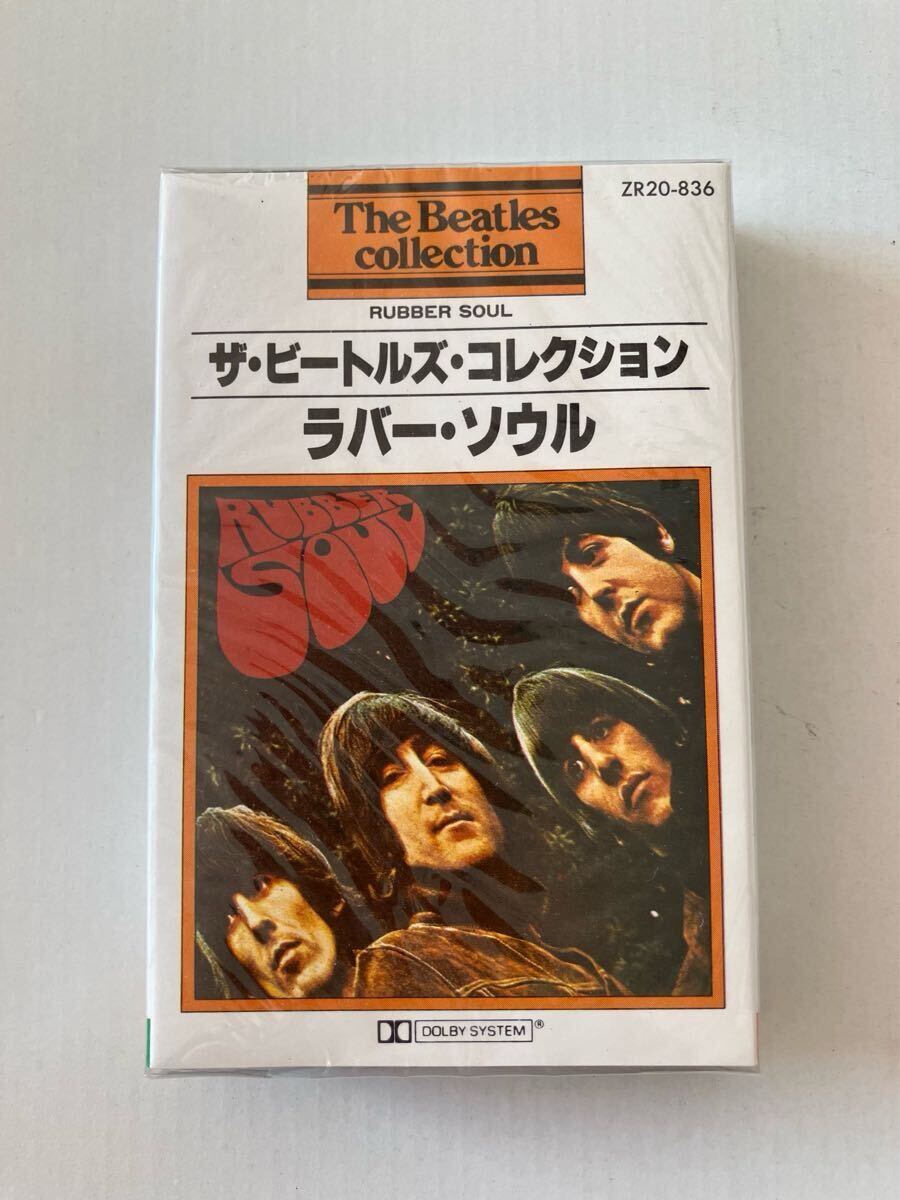 The Beatles
collection
ZR20-836
RUBBER SOUL
ザ・ビートルズ・コレクション
ラバー・ソウル
RUBBER
SOUL
DOLBY SYSTEM®